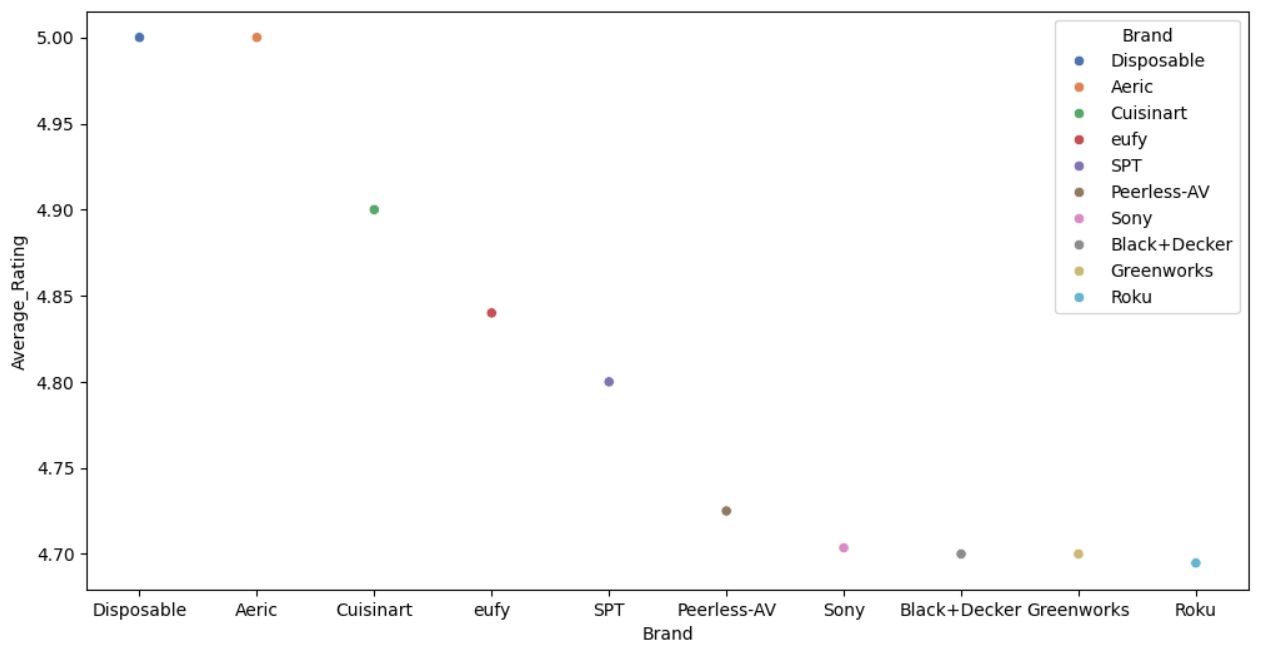 5.00
4.95
4.90
4.85
4.80
4.75
4.70
Average_Rating
Brand
Disposable
Aeric
Cuisinart
eufy
SPT
Peerless-AV
Sony
Black+Decker
Greenworks
Roku
Disposable Aeric Cuisinart eufy SPT Peerless-AV Sony Black+Decker Greenworks Roku
Brand